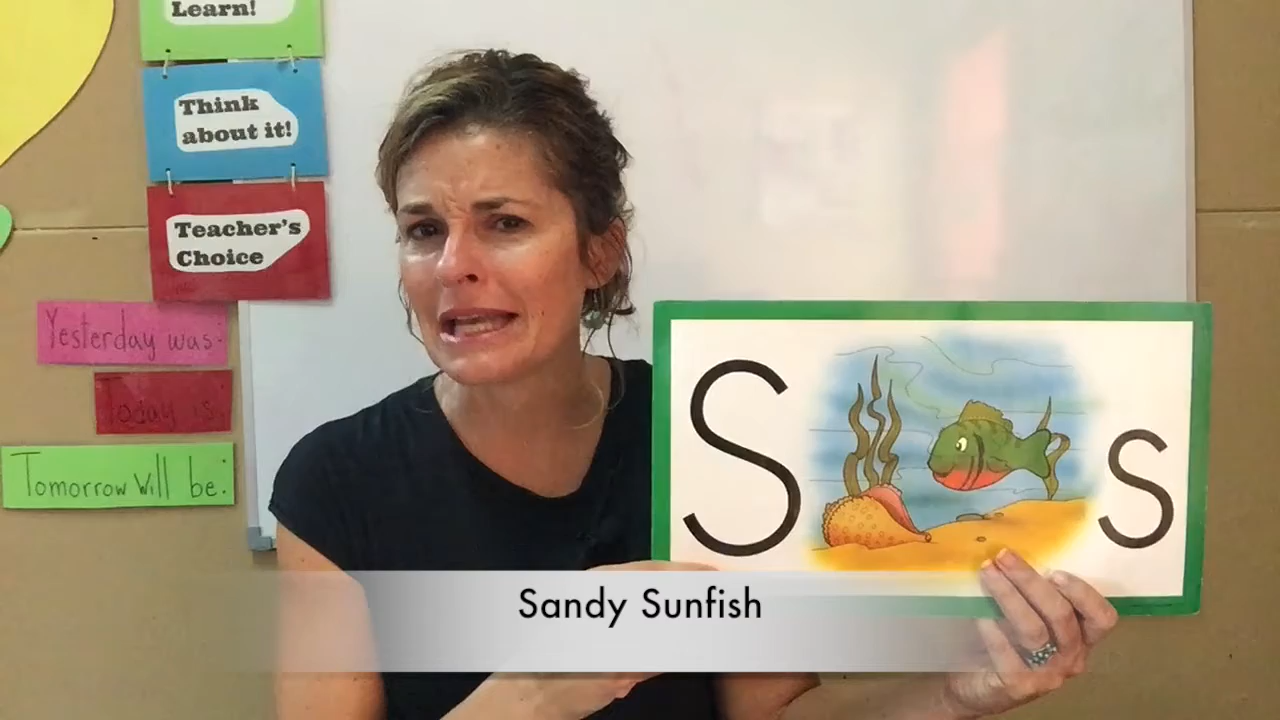 Learn!
Think
about it!
Teacher's
Choice
Yesterday was:
Today is:
Tomorrow will be:
S s
Sandy Sunfish